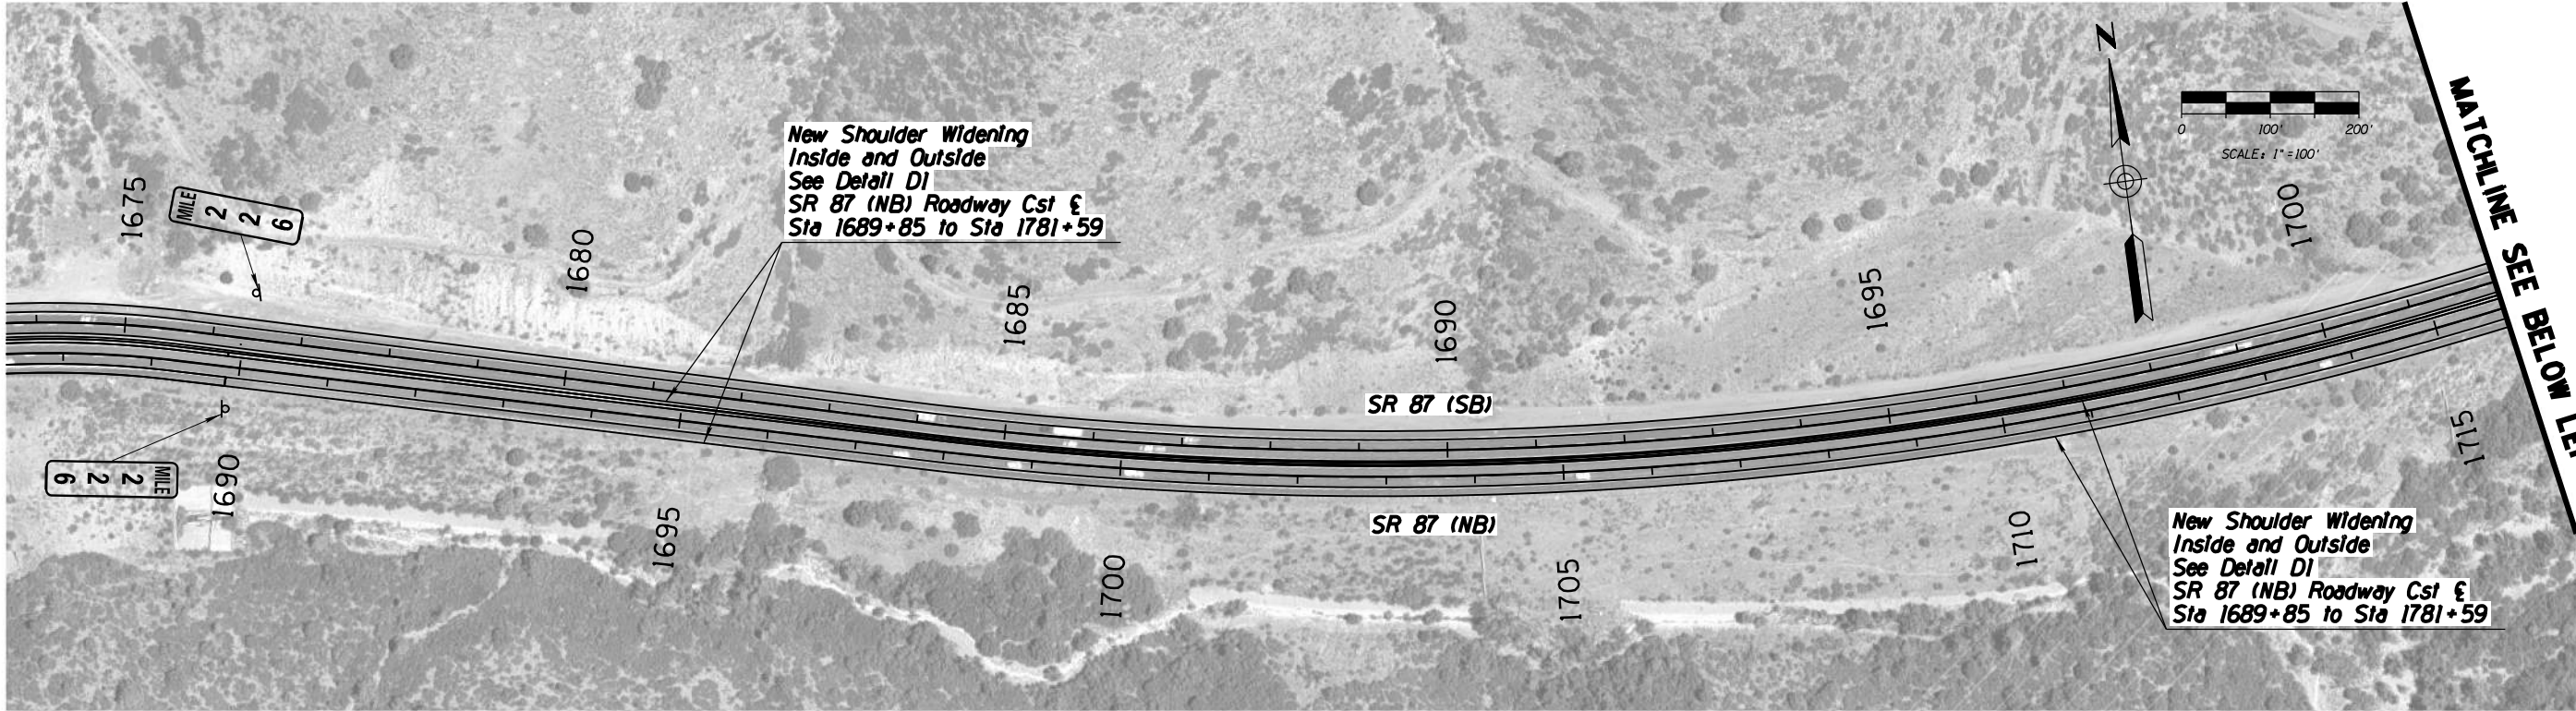 N
0 100' 200'
SCALE: 1" =100'
MATCHLINE SEE BELOW
New Shoulder Widening
Inside and Outside
See Detail D1
SR 87 (NB) Roadway Cst ℄
Sta 1689+85 to Sta 1781+59
MILE
2
2
6
1675
1680
1685
1690
1695
1700
SR 87 (SB)
SR 87 (NB)
MILE
2
2
6
1690
1695
1700
1705
1710
1715
New Shoulder Widening
Inside and Outside
See Detail D1
SR 87 (NB) Roadway Cst ℄
Sta 1689+85 to Sta 1781+59